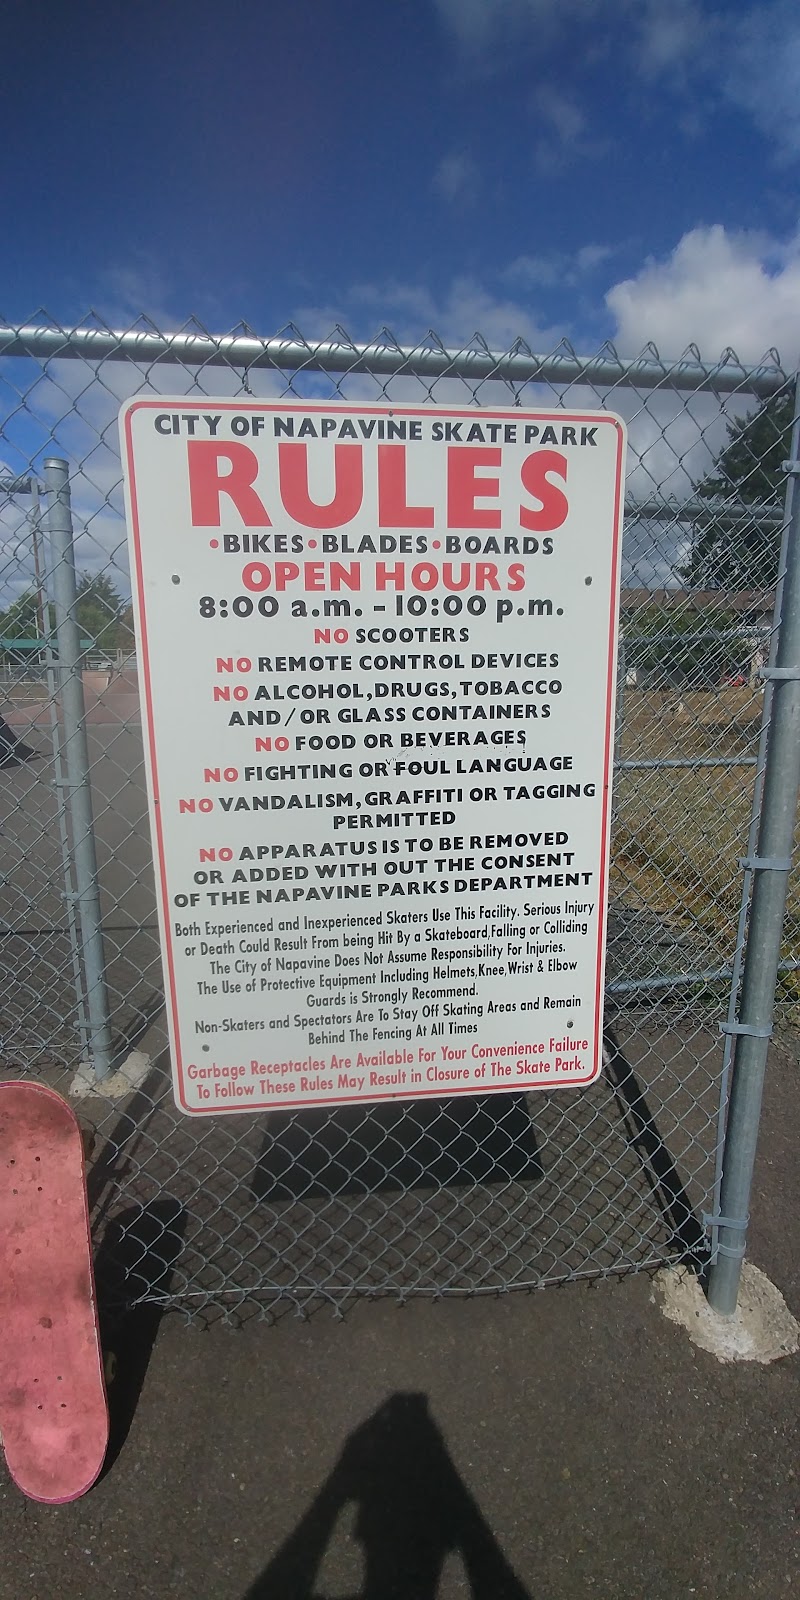 CITY OF NAPAVINE SKATE PARK
RULES
•BIKES•BLADES•BOARDS
OPEN HOURS
8:00 a.m. - 10:00 p.m.
NO SCOOTERS
NO REMOTE CONTROL DEVICES
NO ALCOHOL, DRUGS, TOBACCO
AND/OR GLASS CONTAINERS
NO FOOD OR BEVERAGES
NO FIGHTING OR FOUL LANGUAGE
NO VANDALISM, GRAFFITI OR TAGGING
PERMITTED
NO APPARATUS IS TO BE REMOVED
OR ADDED WITH OUT THE CONSENT
OF THE NAPAVINE PARKS DEPARTMENT
Both Experienced and Inexperienced Skaters Use This Facility. Serious Injury
or Death Could Result From being Hit By a Skateboard, Falling or Colliding
The City of Napavine Does Not Assume Responsibility For Injuries.
The Use of Protective Equipment Including Helmets, Knee, Wrist & Elbow
Guards is Strongly Recommend.
Non-Skaters and Spectators Are To Stay Off Skating Areas and Remain
Behind The Fencing At All Times
Garbage Receptacles Are Available For Your Convenience Failure
To Follow These Rules May Result in Closure of The Skate Park.